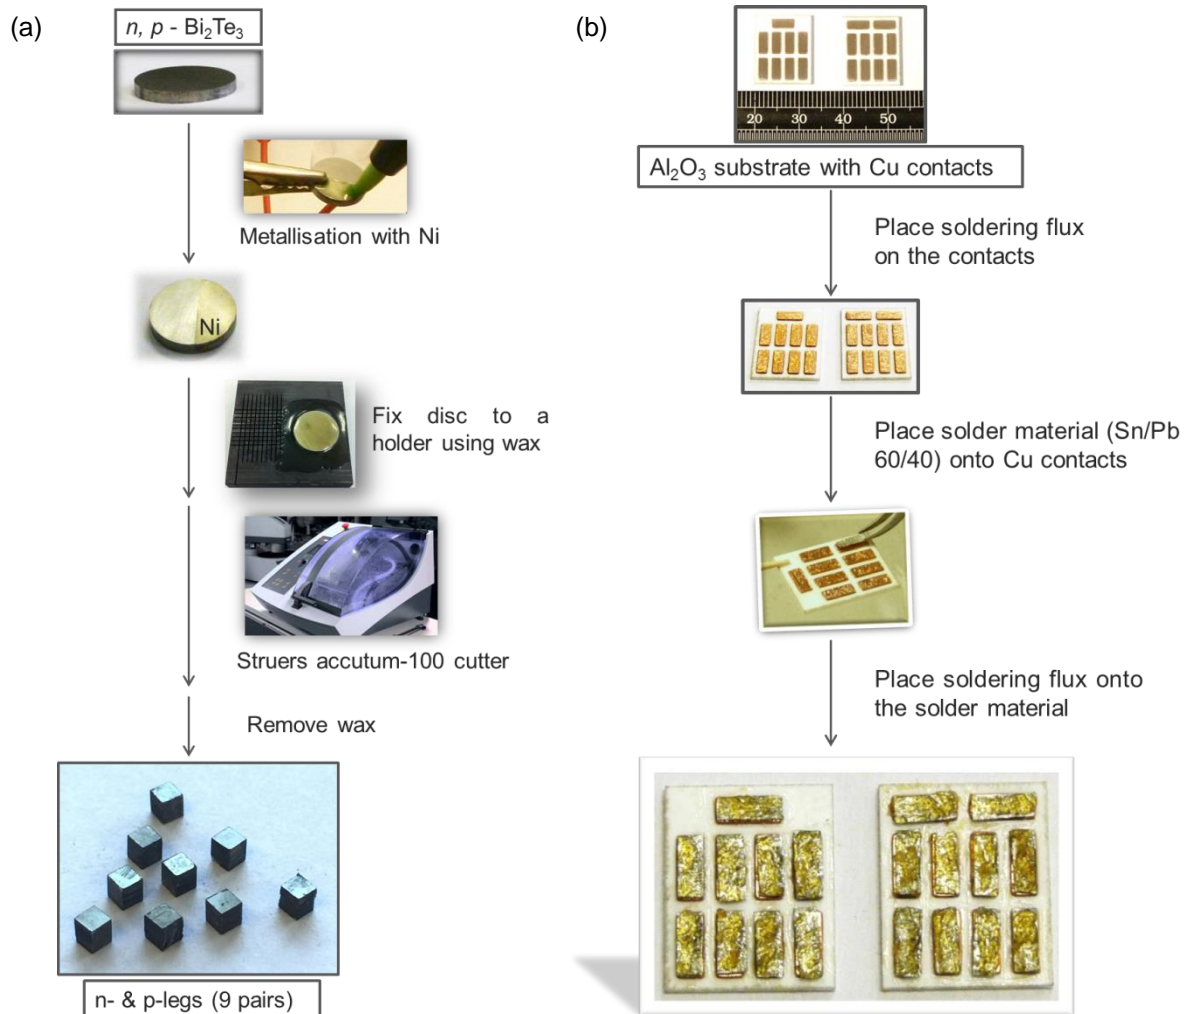 (a)
n, p - Bi₂Te₃
Metallisation with Ni
Ni
Fix disc to a
holder using wax
Struers accutum-100 cutter
Remove wax
n- & p-legs (9 pairs)
(b)
20 30 40 50
Al₂O₃ substrate with Cu contacts
Place soldering flux
on the contacts
Place solder material (Sn/Pb
60/40) onto Cu contacts
Place soldering flux onto
the solder material